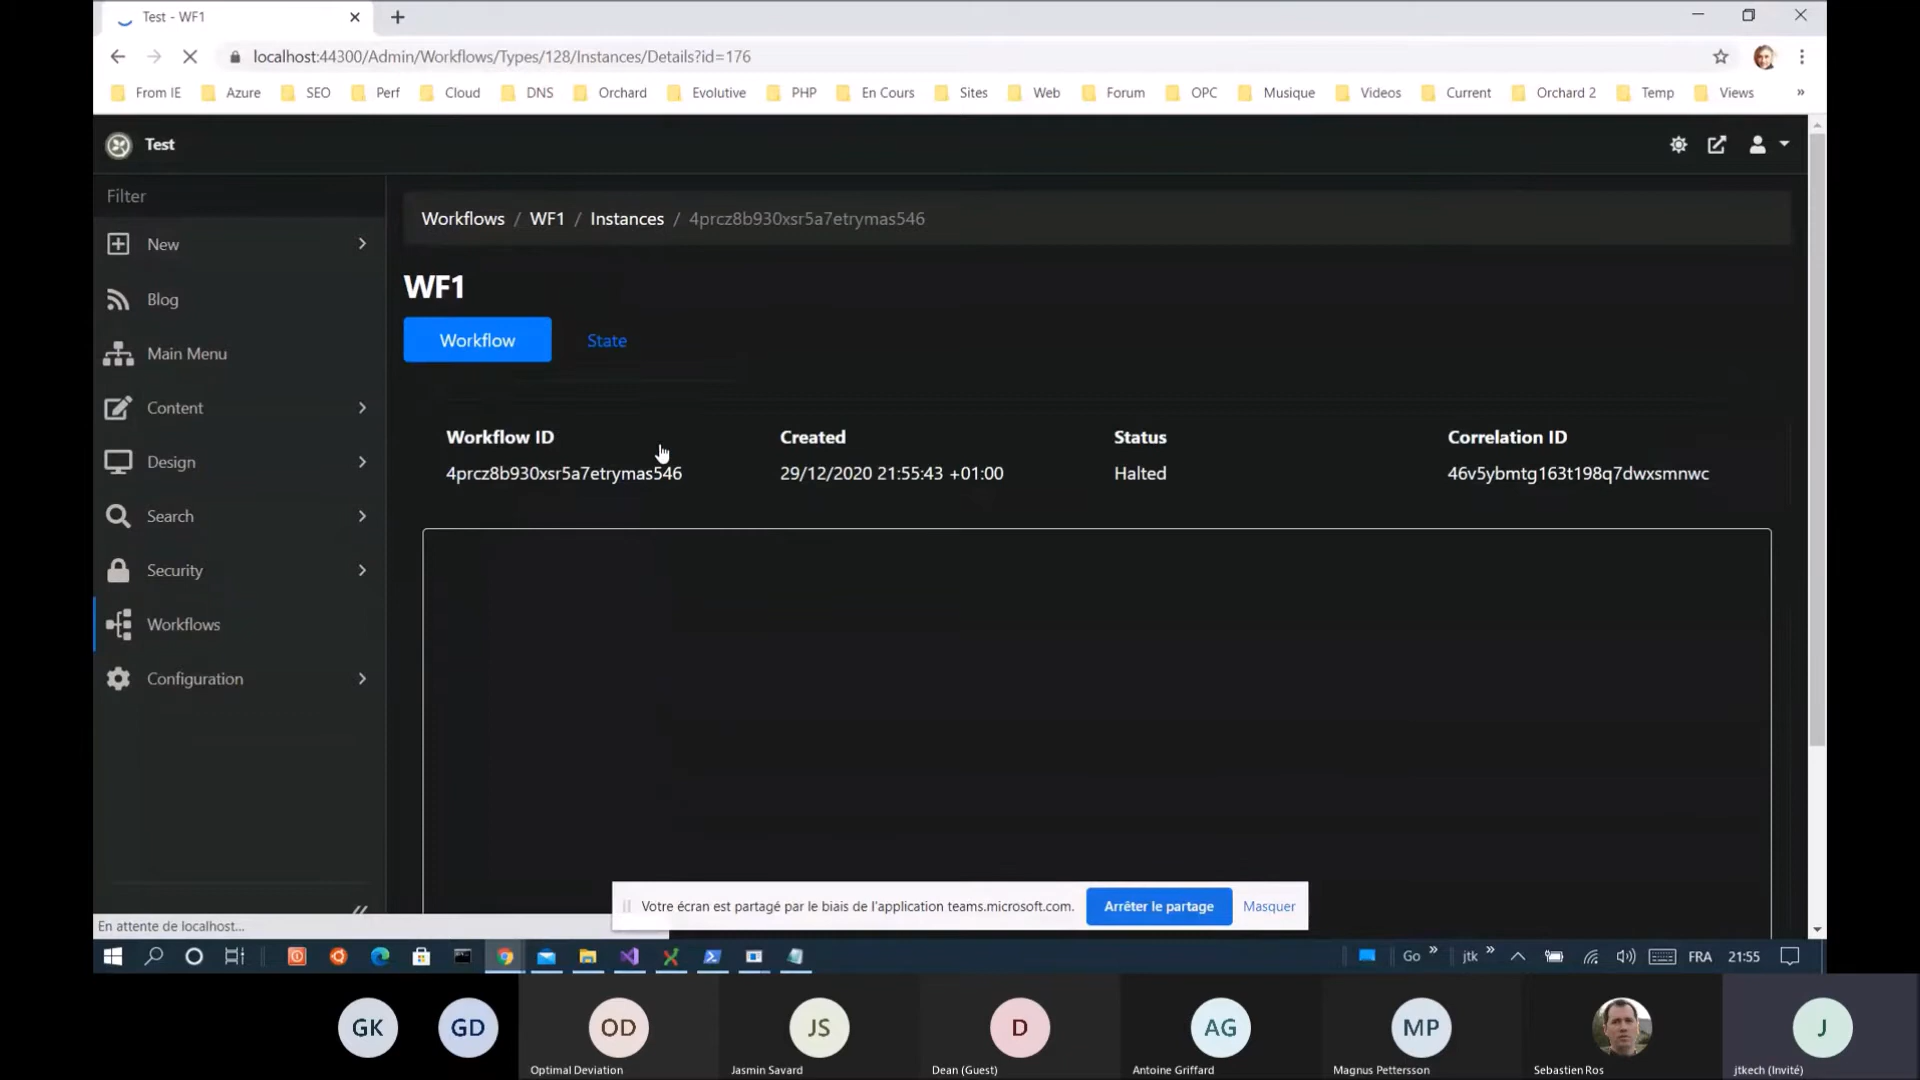 Test - WF1
localhost:44300/Admin/Workflows/Types/128/Instances/Details?id=176
From IE Azure SEO Perf Cloud DNS Orchard Evolutive PHP En Cours Sites Web Forum OPC Musique Videos Current Orchard 2 Temp Views »
Test
Filter
Workflows / WF1 / Instances / 4prcz8b930xsr5a7etrymas546
New
Blog
Main Menu
Content
Design
Search
Security
Workflows
Configuration
WF1
Workflow State
Workflow ID Created Status Correlation ID
4prcz8b930xsr5a7etrymas546 29/12/2020 21:55:43 +01:00 Halted 46v5ybmtg163t198q7dwxsmnwc
Votre écran est partagé par le biais de l'application teams.microsoft.com. Arrêter le partage Masquer
En attente de localhost...
Go » jtk » FRA 21:55
GK GD OD JS D AG MP J
Optimal Deviation Jasmin Savard Dean (Guest) Antoine Griffard Magnus Pettersson Sebastien Ros jtkech (Invité)